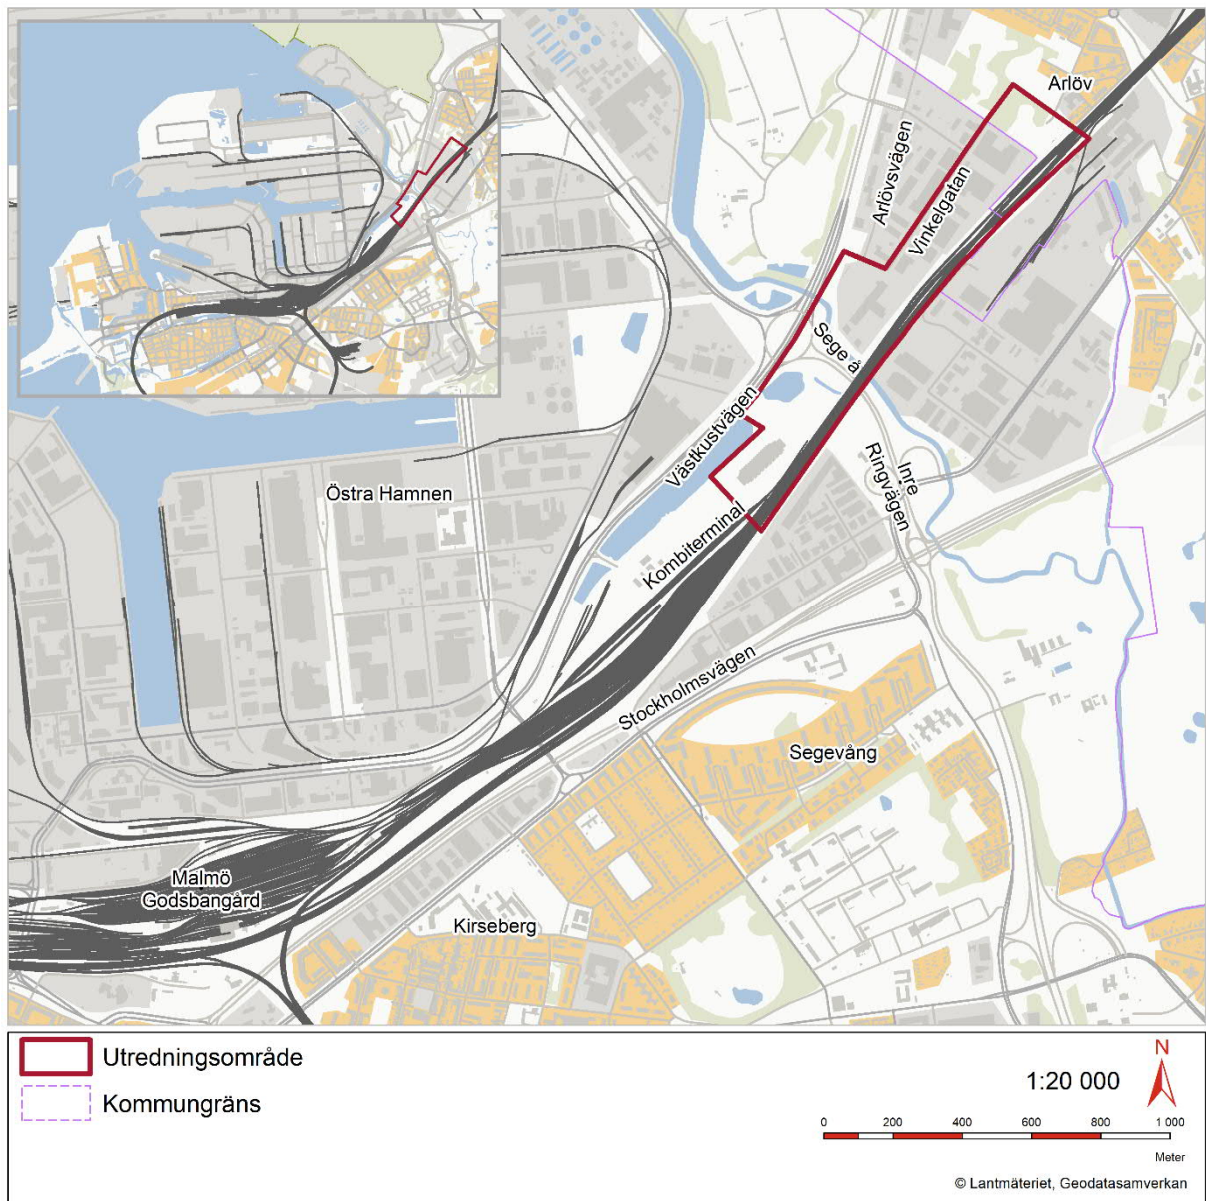 Arlöv
Arlövsvägen
Vinkelgatan
Sege å
Västkustvägen
Inre
Ringvägen
Östra Hamnen
Kombiterminal
Stockholmsvägen
Segevång
Malmö
Godsbangård
Kirseberg
Utredningsområde
Kommungräns
N
1:20 000
0 200 400 600 800 1 000
Meter
© Lantmäteriet, Geodatasamverkan